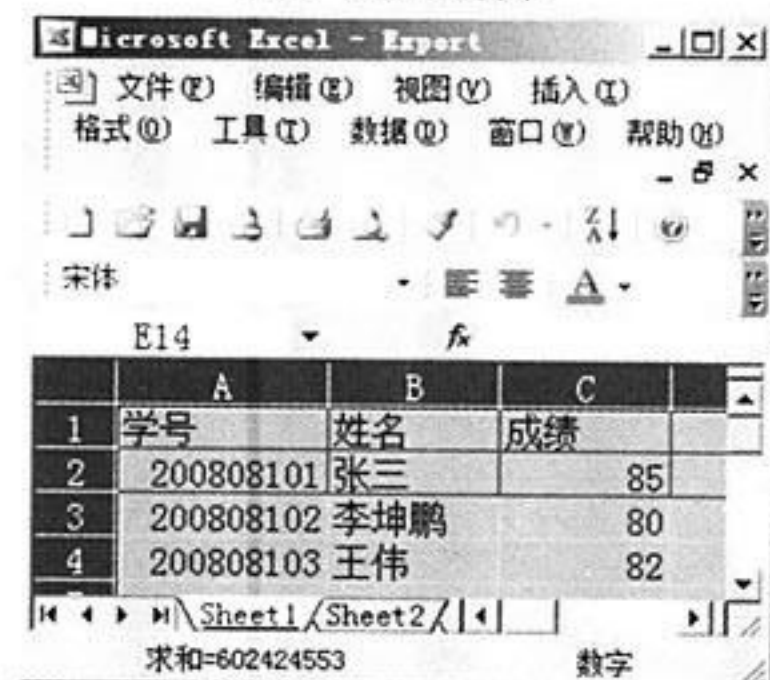 Microsoft Excel - Export
文件(F) 编辑(E) 视图(V) 插入(I)
格式(O) 工具(T) 数据(D) 窗口(W) 帮助(H)
宋体
E14 fx
A B C
1 学号 姓名 成绩
2 200808101 张三 85
3 200808102 李坤鹏 80
4 200808103 王伟 82
Sheet1 Sheet2
求和=602424553 数字